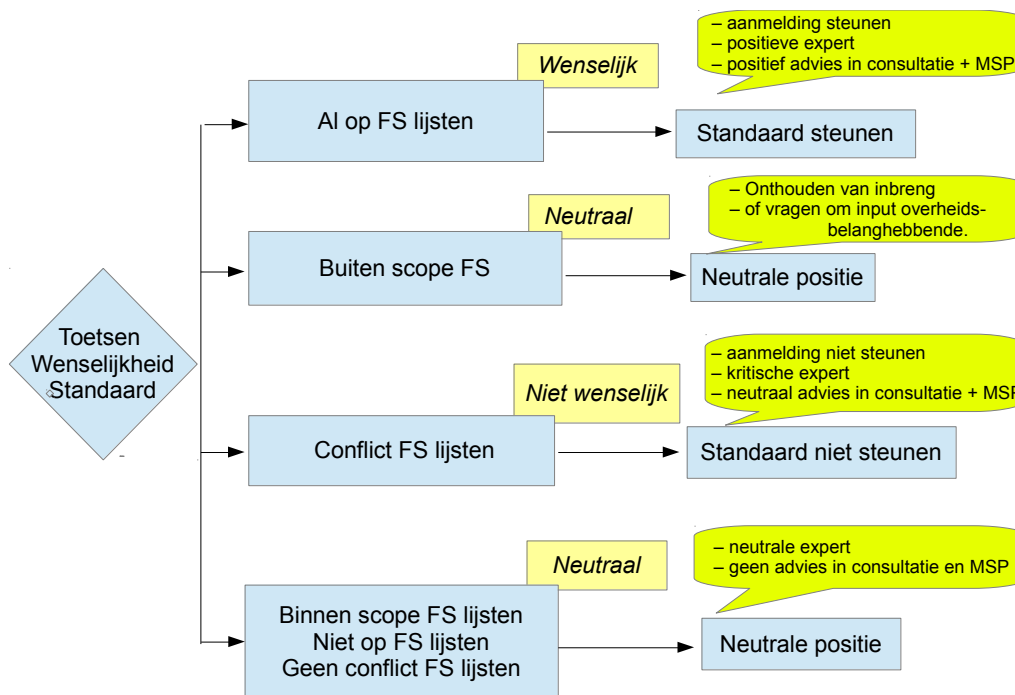 – aanmelding steunen
– positieve expert
– positief advies in consultatie + MSP
Wenselijk
Al op FS lijsten
Standaard steunen
– Onthouden van inbreng
– of vragen om input overheids-
belanghebbende.
Neutraal
Buiten scope FS
Neutrale positie
Toetsen
Wenselijkheid
Standaard
– aanmelding niet steunen
– kritische expert
– neutraal advies in consultatie + MSP
Niet wenselijk
Conflict FS lijsten
Standaard niet steunen
– neutrale expert
– geen advies in consultatie en MSP
Neutraal
Binnen scope FS lijsten
Niet op FS lijsten
Geen conflict FS lijsten
Neutrale positie